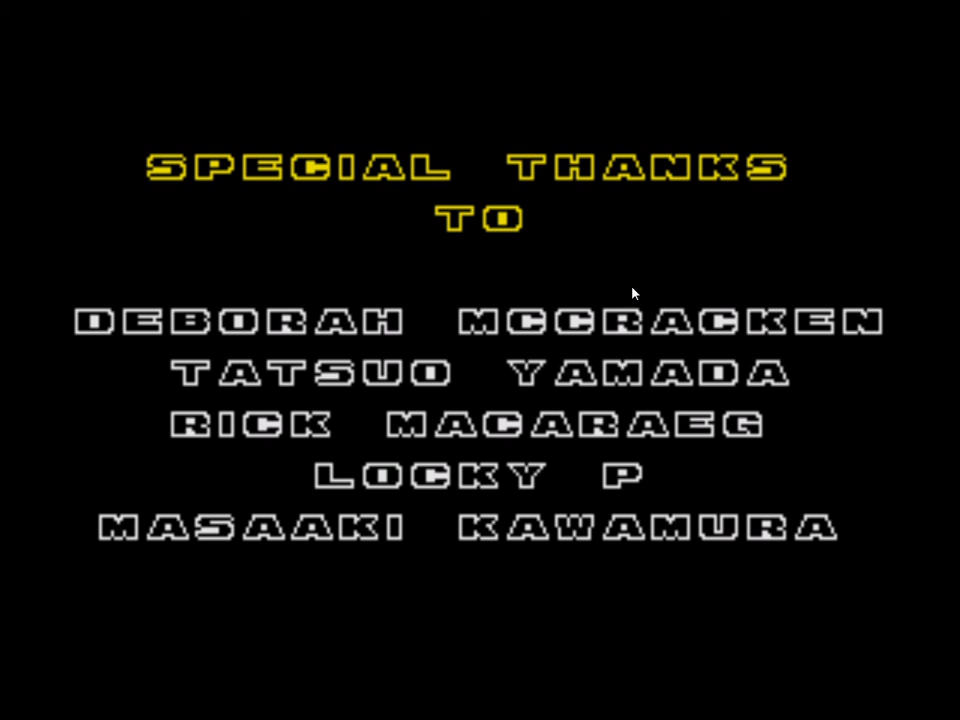 SPECIAL THANKS
TO
DEBORAH MCCRACKEN
TATSUO YAMADA
RICK MACARAEG
LOCKY P
MASAAKI KAWAMURA